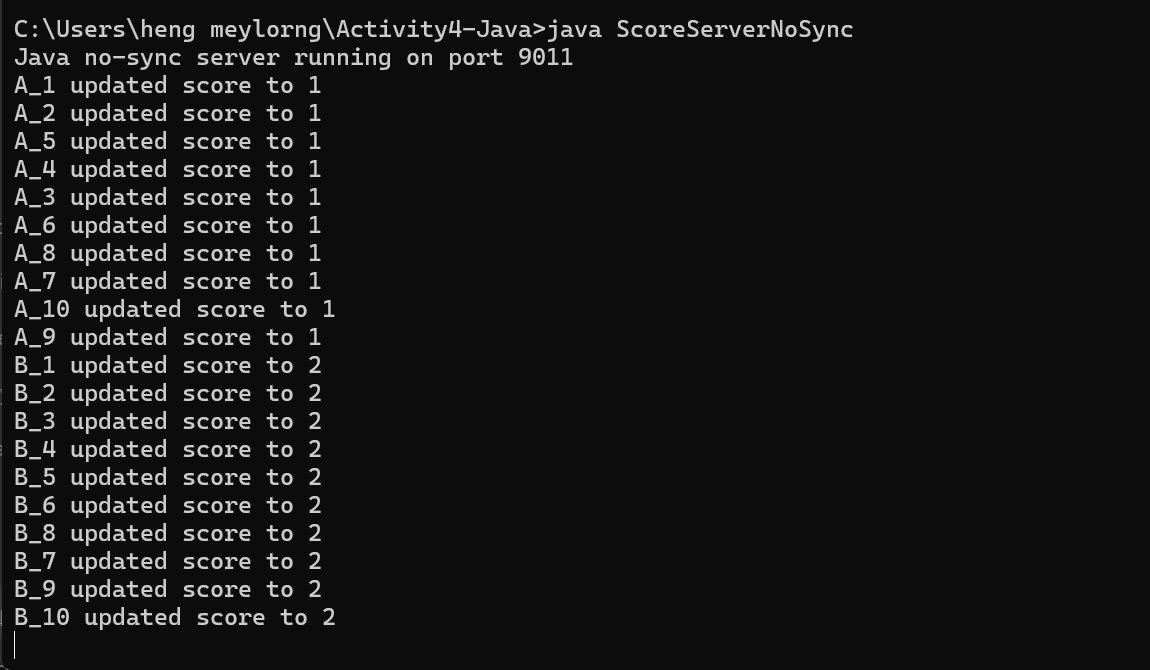 C:\Users\heng meylorng\Activity4-Java>java ScoreServerNoSync
Java no-sync server running on port 9011
A_1 updated score to 1
A_2 updated score to 1
A_5 updated score to 1
A_4 updated score to 1
A_3 updated score to 1
A_6 updated score to 1
A_8 updated score to 1
A_7 updated score to 1
A_10 updated score to 1
A_9 updated score to 1
B_1 updated score to 2
B_2 updated score to 2
B_3 updated score to 2
B_4 updated score to 2
B_5 updated score to 2
B_6 updated score to 2
B_8 updated score to 2
B_7 updated score to 2
B_9 updated score to 2
B_10 updated score to 2